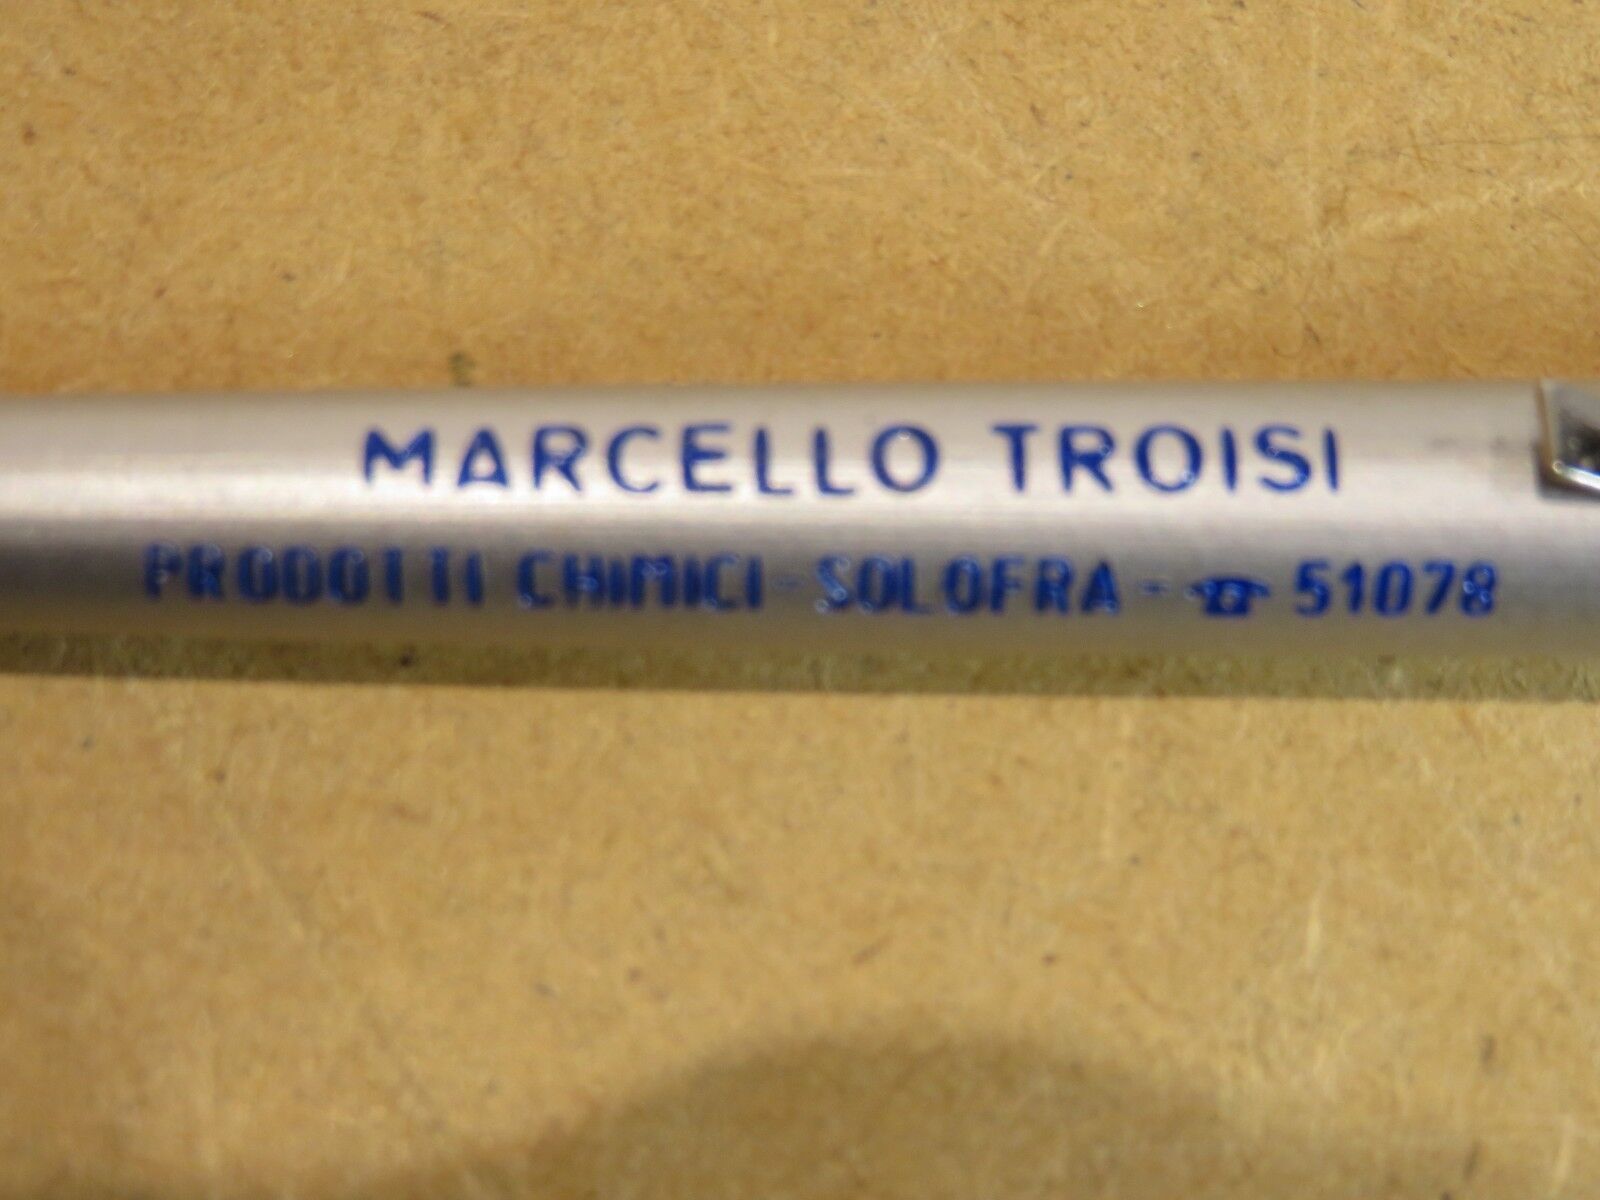 MARCELLO TROISI
PRODOTTI CHIMICI - SOLOFRA - ☎ 51078